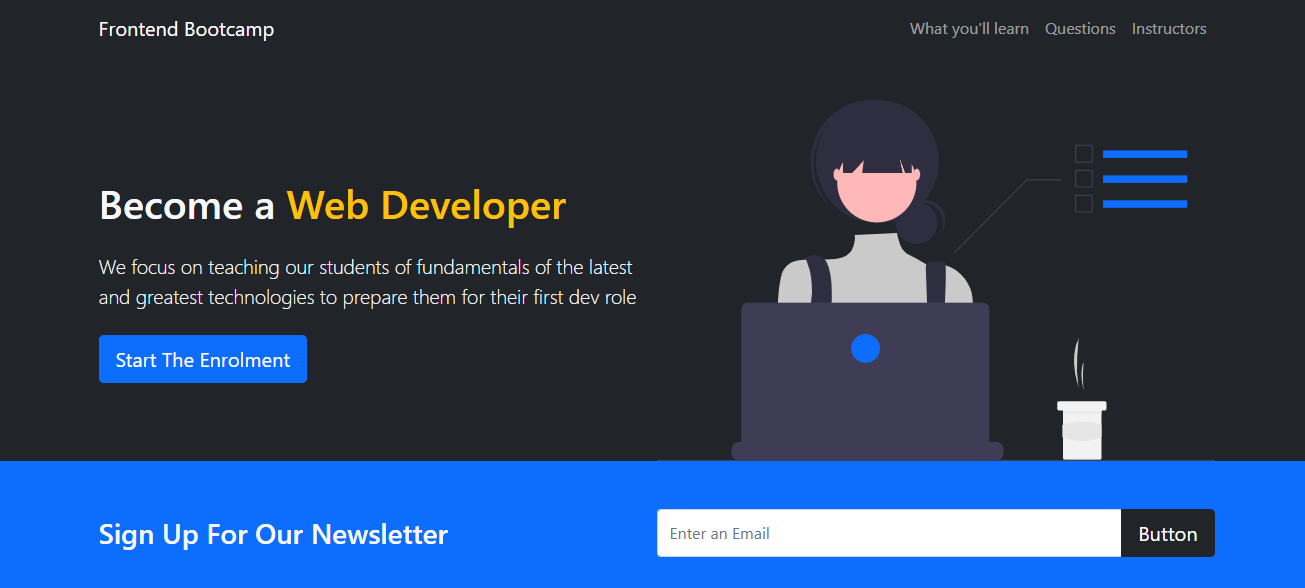 Frontend Bootcamp
What you'll learn Questions Instructors
Become a Web Developer
We focus on teaching our students of fundamentals of the latest
and greatest technologies to prepare them for their first dev role
Start The Enrolment
Sign Up For Our Newsletter
Enter an Email
Button